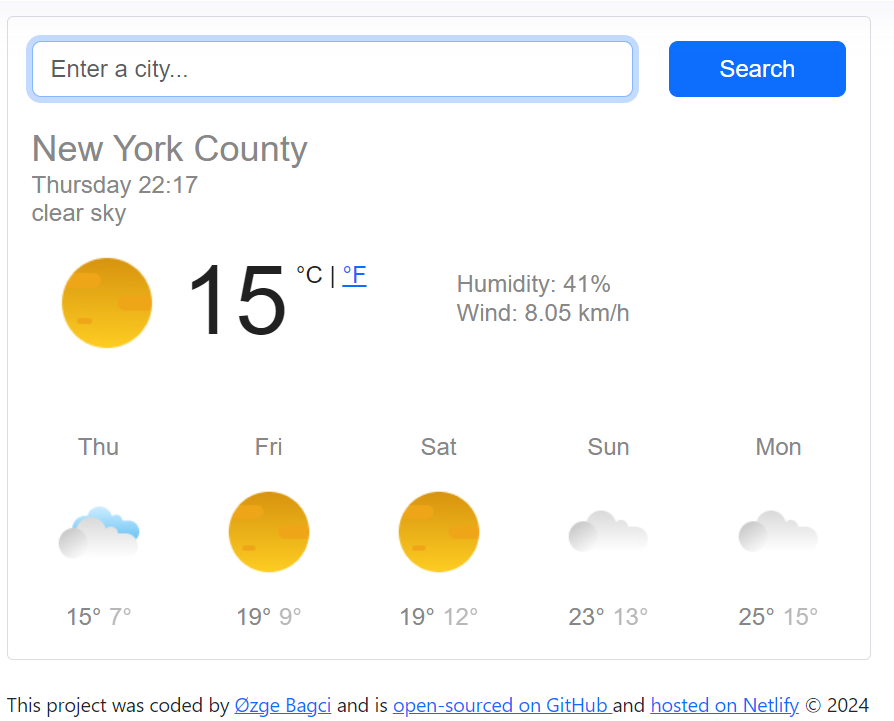 Enter a city...
Search
New York County
Thursday 22:17
clear sky
15 °C | °F
Humidity: 41%
Wind: 8.05 km/h
Thu Fri Sat Sun Mon
15° 7° 19° 9° 19° 12° 23° 13° 25° 15°
This project was coded by Øzge Bagci and is open-sourced on GitHub and hosted on Netlify © 2024